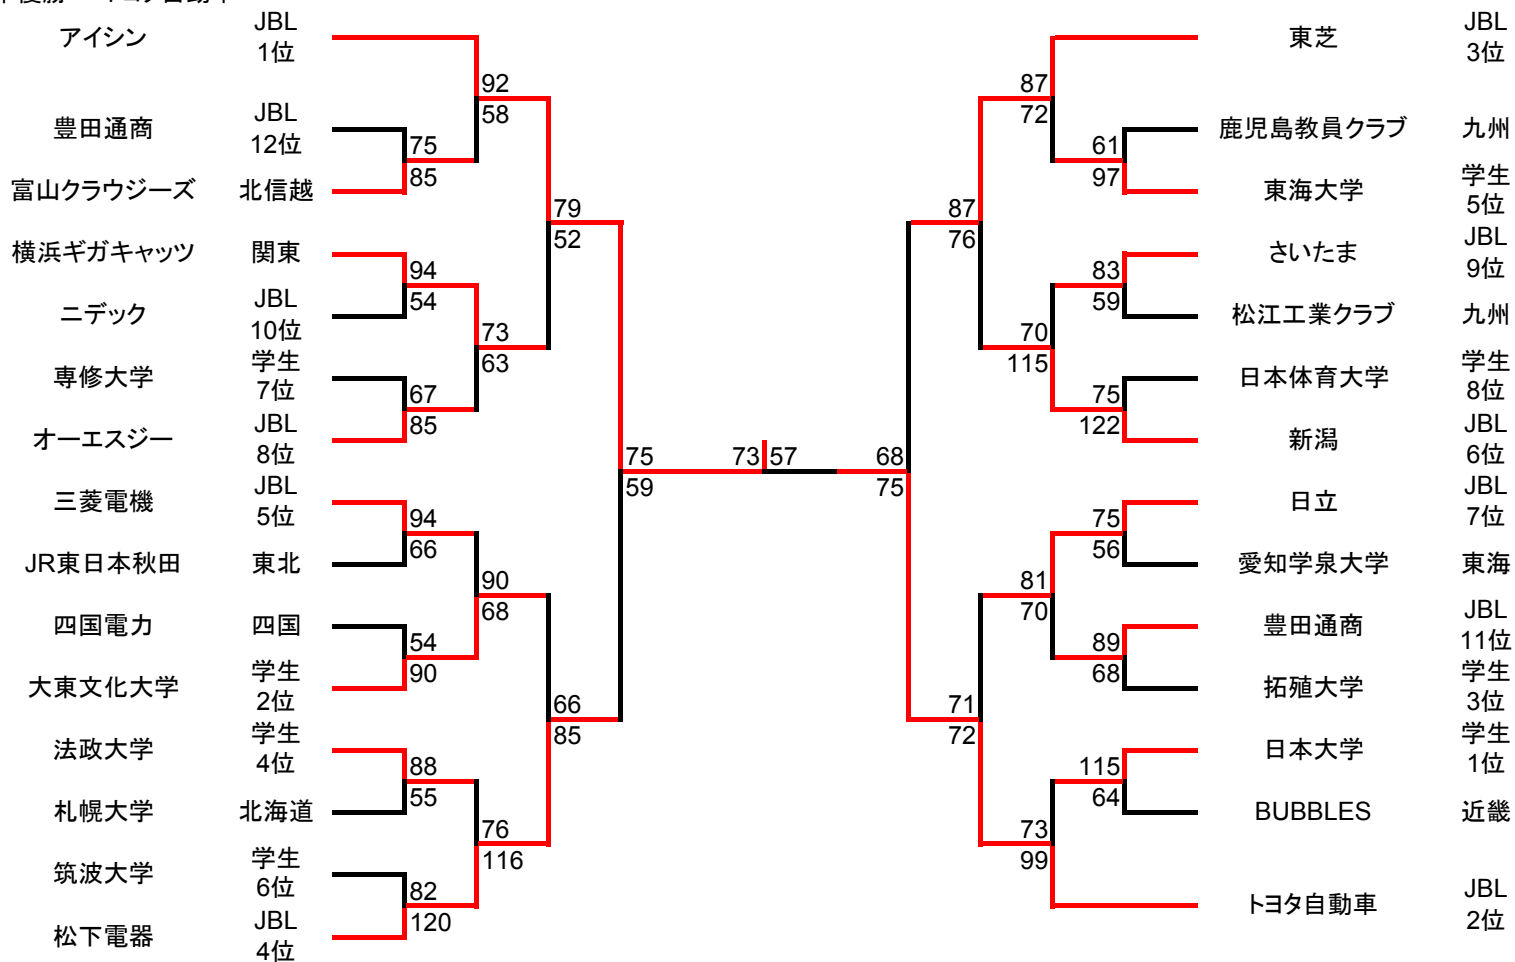 アイシン
JBL
1位
92
58
豊田通商
JBL
12位
75
85
富山クラウジーズ
北信越
79
52
横浜ギガキャッツ
関東
94
54
ニデック
JBL
10位
73
63
専修大学
学生
7位
67
85
オーエスジー
JBL
8位
75
59
三菱電機
JBL
5位
94
66
JR東日本秋田
東北
90
68
四国電力
四国
54
90
大東文化大学
学生
2位
66
85
法政大学
学生
4位
88
55
札幌大学
北海道
76
116
筑波大学
学生
6位
82
120
松下電器
JBL
4位
73
57
東芝
JBL
3位
87
72
鹿児島教員クラブ
九州
61
97
東海大学
学生
5位
87
76
さいたま
JBL
9位
83
59
松江工業クラブ
九州
70
115
日本体育大学
学生
8位
75
122
新潟
JBL
6位
68
75
日立
JBL
7位
75
56
愛知学泉大学
東海
81
70
豊田通商
JBL
11位
89
68
拓殖大学
学生
3位
71
72
日本大学
学生
1位
115
64
BUBBLES
近畿
73
99
トヨタ自動車
JBL
2位